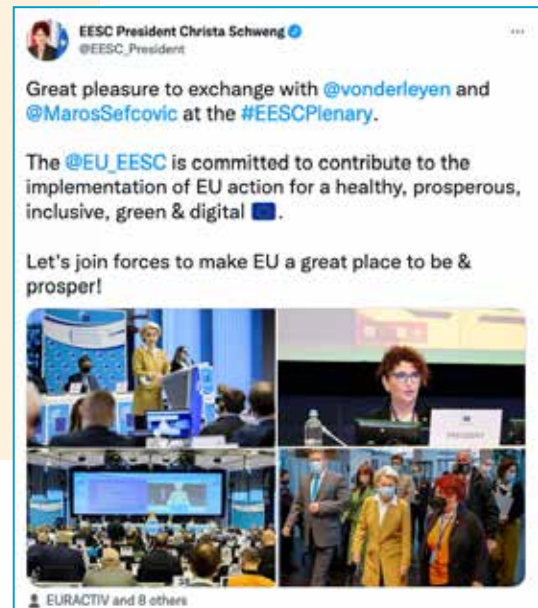 EESC President Christa Schweng
@EESC_President
Great pleasure to exchange with @vonderleyen and
@MarosSefcovic at the #EESCPlenary.
The @EU_EESC is committed to contribute to the
implementation of EU action for a healthy, prosperous,
inclusive, green & digital 🇪🇺.
Let's join forces to make EU a great place to be &
prosper!
PRESIDENT
EURACTIV and 8 others